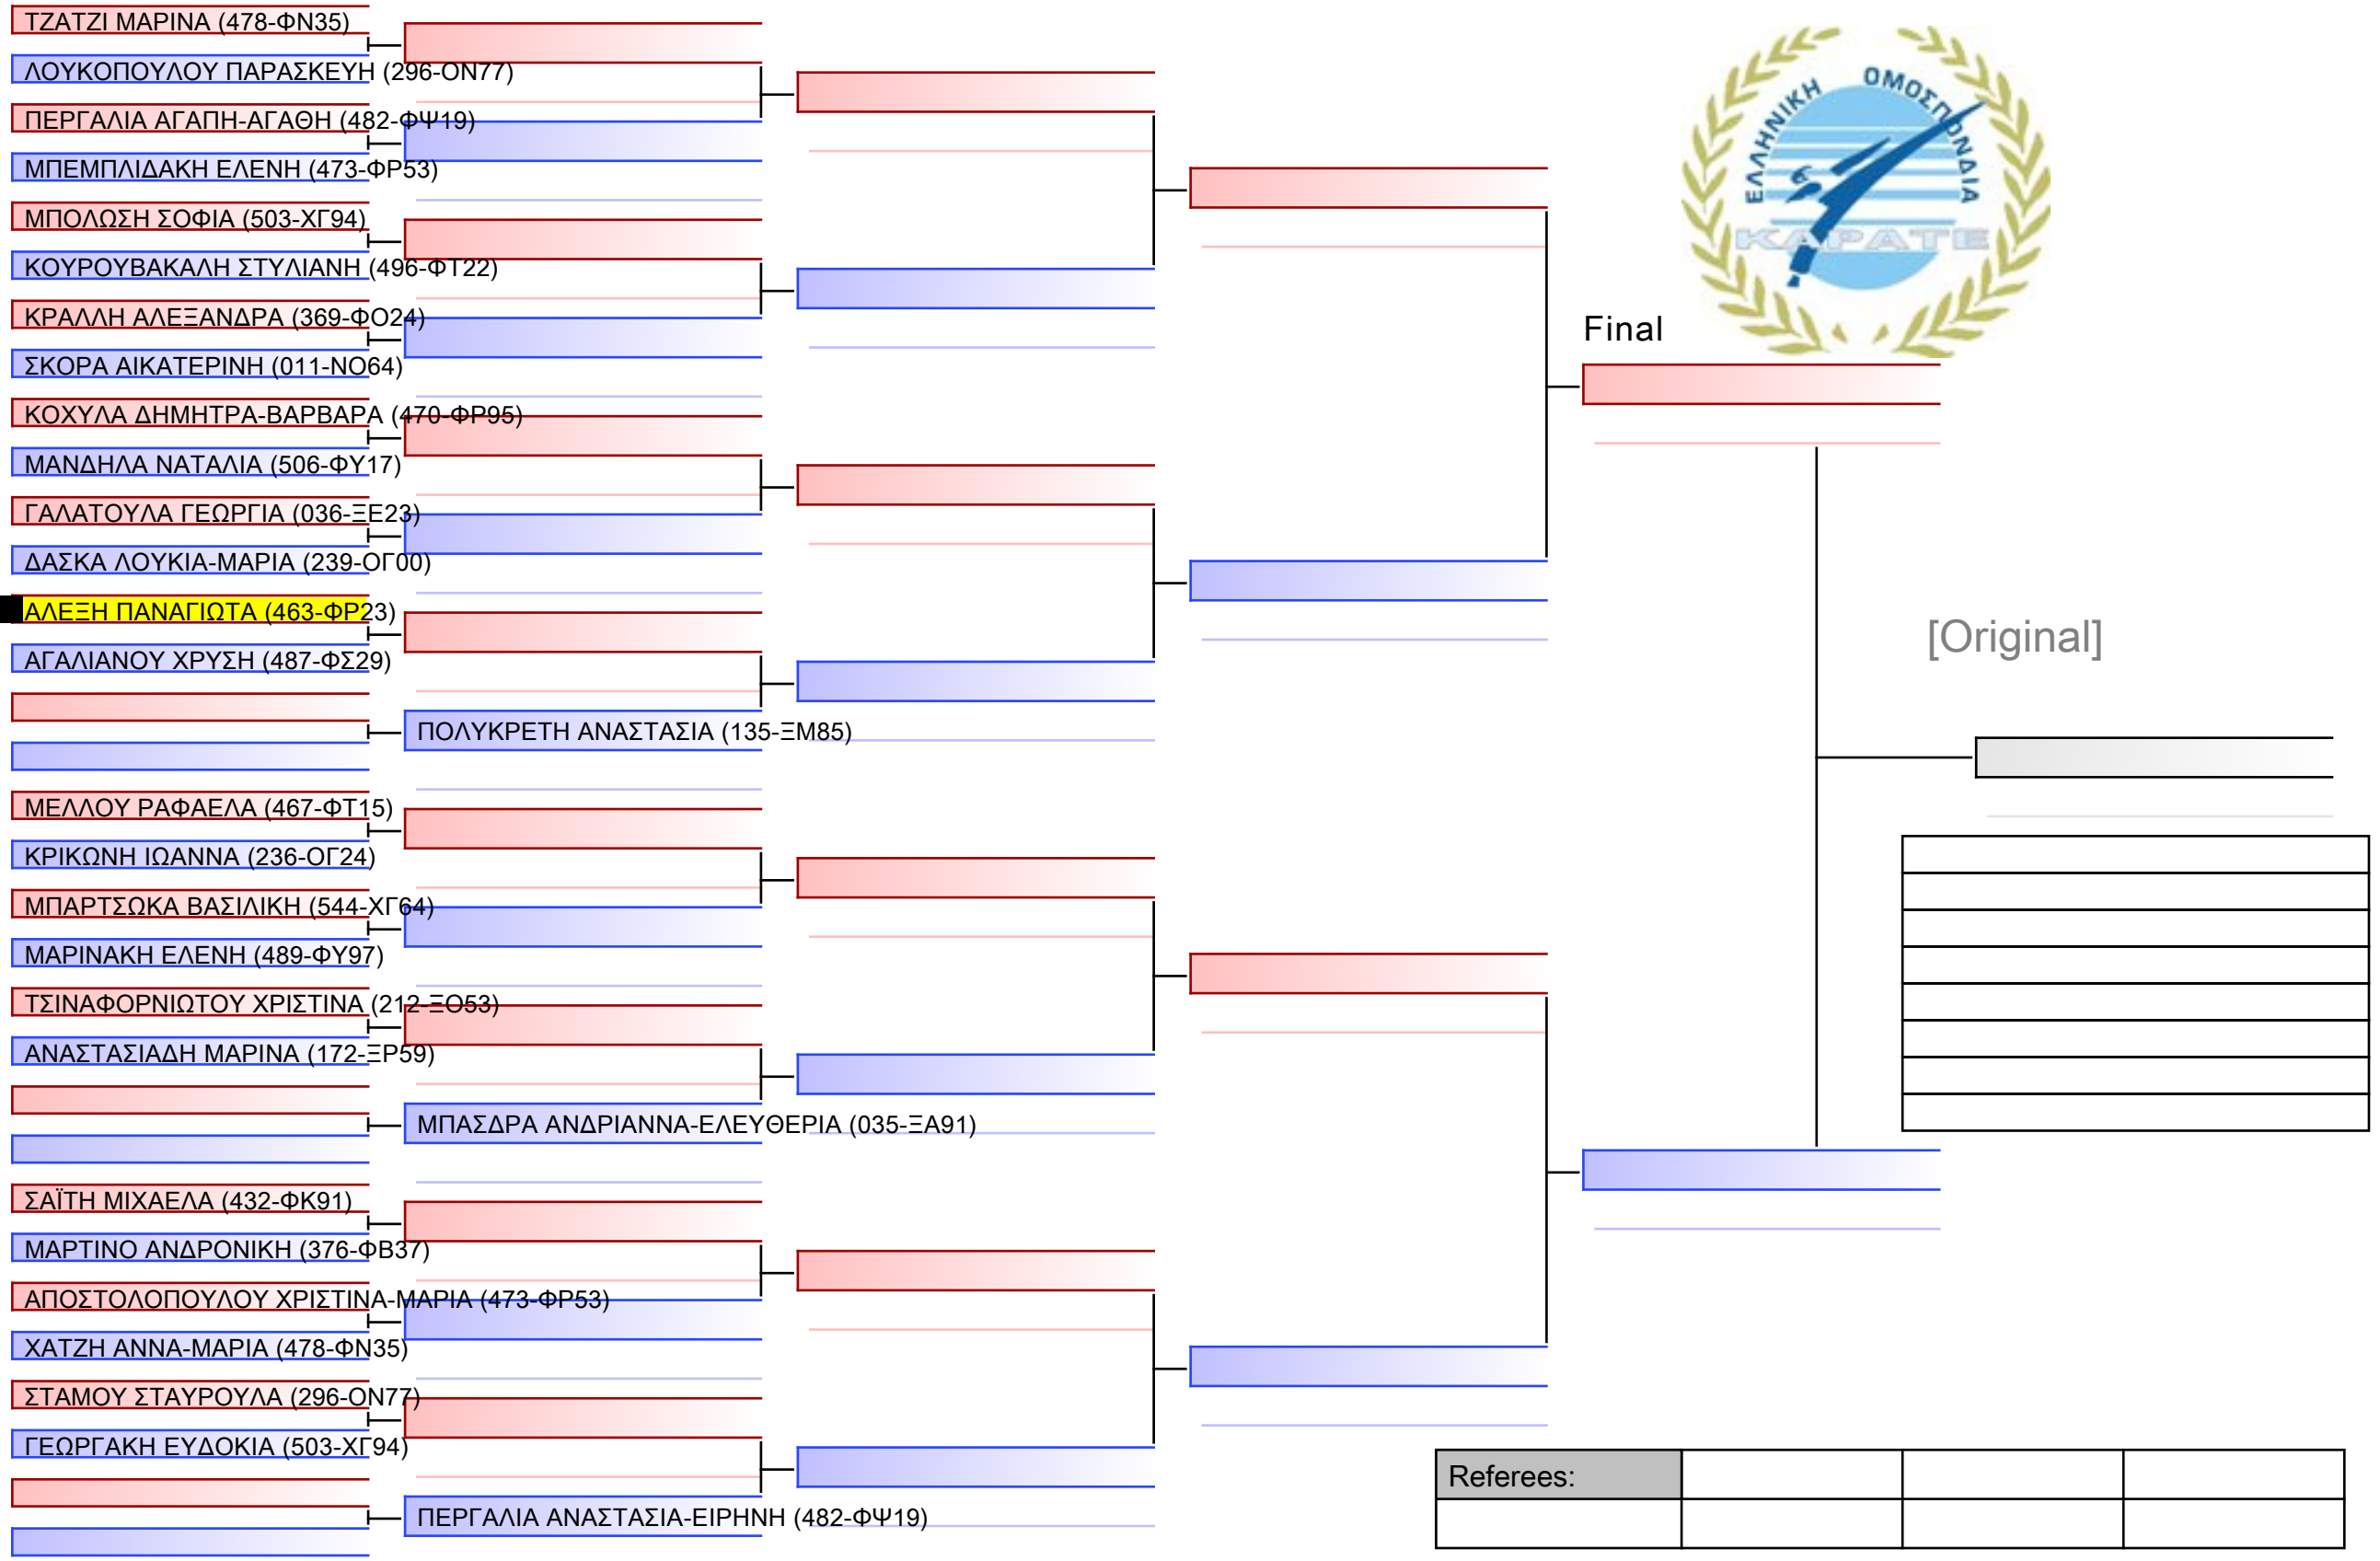 ΤΖΑΤΖΙ ΜΑΡΙΝΑ (478-ΦΝ35)
ΛΟΥΚΟΠΟΥΛΟΥ ΠΑΡΑΣΚΕΥΗ (296-ΟΝ77)
ΠΕΡΓΑΛΙΑ ΑΓΑΠΗ-ΑΓΑΘΗ (482-ΦΨ19)
ΜΠΕΜΠΛΙΔΑΚΗ ΕΛΕΝΗ (473-ΦΡ53)
ΜΠΟΛΩΣΗ ΣΟΦΙΑ (503-ΧΓ94)
ΚΟΥΡΟΥΒΑΚΑΛΗ ΣΤΥΛΙΑΝΗ (496-ΦΤ22)
ΚΡΑΛΛΗ ΑΛΕΞΑΝΔΡΑ (369-ΦΟ24)
ΣΚΟΡΑ ΑΙΚΑΤΕΡΙΝΗ (011-ΝΟ64)
ΚΟΧΥΛΑ ΔΗΜΗΤΡΑ-ΒΑΡΒΑΡΑ (470-ΦΡ95)
ΜΑΝΔΗΛΑ ΝΑΤΑΛΙΑ (506-ΦΥ17)
ΓΑΛΑΤΟΥΛΑ ΓΕΩΡΓΙΑ (036-ΞΕ23)
ΔΑΣΚΑ ΛΟΥΚΙΑ-ΜΑΡΙΑ (239-ΟΓ00)
ΑΛΕΞΗ ΠΑΝΑΓΙΩΤΑ (463-ΦΡ23)
ΑΓΑΛΙΑΝΟΥ ΧΡΥΣΗ (487-ΦΣ29)
ΠΟΛΥΚΡΕΤΗ ΑΝΑΣΤΑΣΙΑ (135-ΞΜ85)
ΜΕΛΛΟΥ ΡΑΦΑΕΛΑ (467-ΦΤ15)
ΚΡΙΚΩΝΗ ΙΩΑΝΝΑ (236-ΟΓ24)
ΜΠΑΡΤΣΩΚΑ ΒΑΣΙΛΙΚΗ (544-ΧΓ64)
ΜΑΡΙΝΑΚΗ ΕΛΕΝΗ (489-ΦΥ97)
ΤΣΙΝΑΦΟΡΝΙΩΤΟΥ ΧΡΙΣΤΙΝΑ (212-ΞΟ53)
ΑΝΑΣΤΑΣΙΑΔΗ ΜΑΡΙΝΑ (172-ΞΡ59)
ΜΠΑΣΔΡΑ ΑΝΔΡΙΑΝΝΑ-ΕΛΕΥΘΕΡΙΑ (035-ΞΑ91)
ΣΑΪΤΗ ΜΙΧΑΕΛΑ (432-ΦΚ91)
ΜΑΡΤΙΝΟ ΑΝΔΡΟΝΙΚΗ (376-ΦΒ37)
ΑΠΟΣΤΟΛΟΠΟΥΛΟΥ ΧΡΙΣΤΙΝΑ-ΜΑΡΙΑ (473-ΦΡ53)
ΧΑΤΖΗ ΑΝΝΑ-ΜΑΡΙΑ (478-ΦΝ35)
ΣΤΑΜΟΥ ΣΤΑΥΡΟΥΛΑ (296-ΟΝ77)
ΓΕΩΡΓΑΚΗ ΕΥΔΟΚΙΑ (503-ΧΓ94)
ΠΕΡΓΑΛΙΑ ΑΝΑΣΤΑΣΙΑ-ΕΙΡΗΝΗ (482-ΦΨ19)
ΕΛΛΗΝΙΚΗ ΟΜΟΣΠΟΝΔΙΑ
ΚΑΡΑΤΕ
Final
[Original]
Referees: